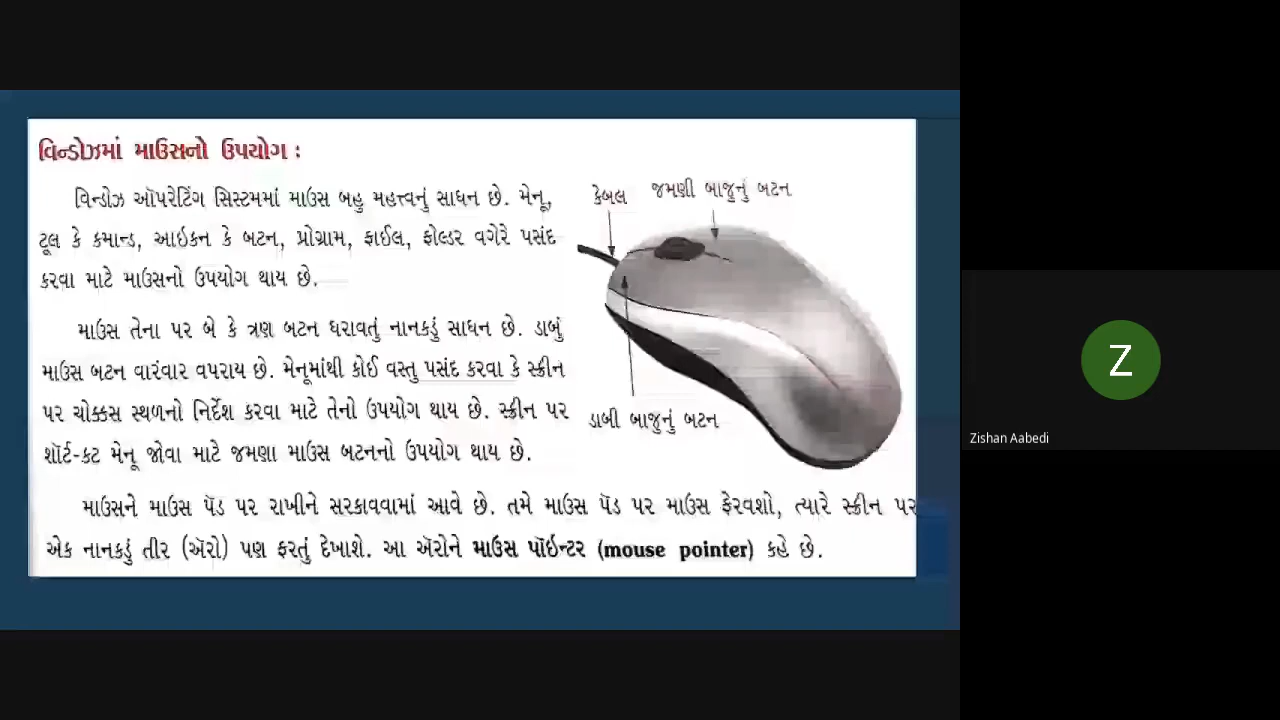 વિન્ડોઝમાં માઉસનો ઉપયોગ :
વિન્ડોઝ ઑપરેટિંગ સિસ્ટમમાં માઉસ બહુ મહત્ત્વનું સાધન છે. મેનૂ,
ટૂલ કે કમાન્ડ, આઇકન કે બટન, પ્રોગ્રામ, ફાઈલ, ફોલ્ડર વગેરે પસંદ
કરવા માટે માઉસનો ઉપયોગ થાય છે.
કેબલ જમણી બાજુનું બટન
માઉસ તેના પર બે કે ત્રણ બટન ધરાવતું નાનકડું સાધન છે. ડાબું
માઉસ બટન વારંવાર વપરાય છે. મેનૂમાંથી કોઈ વસ્તુ પસંદ કરવા કે સ્ક્રીન
પર ચોક્કસ સ્થળનો નિર્દેશ કરવા માટે તેનો ઉપયોગ થાય છે. સ્ક્રીન પર
શૉર્ટ-કટ મેનૂ જોવા માટે જમણા માઉસ બટનનો ઉપયોગ થાય છે.
ડાબી બાજુનું બટન
માઉસને માઉસ પૅડ પર રાખીને સરકાવવામાં આવે છે. તમે માઉસ પૅડ પર માઉસ ફેરવશો, ત્યારે સ્ક્રીન પર
એક નાનકડું તીર (ઍરો) પણ ફરતું દેખાશે. આ ઍરોને માઉસ પૉઇન્ટર (mouse pointer) કહે છે.
Z
Zishan Aabedi